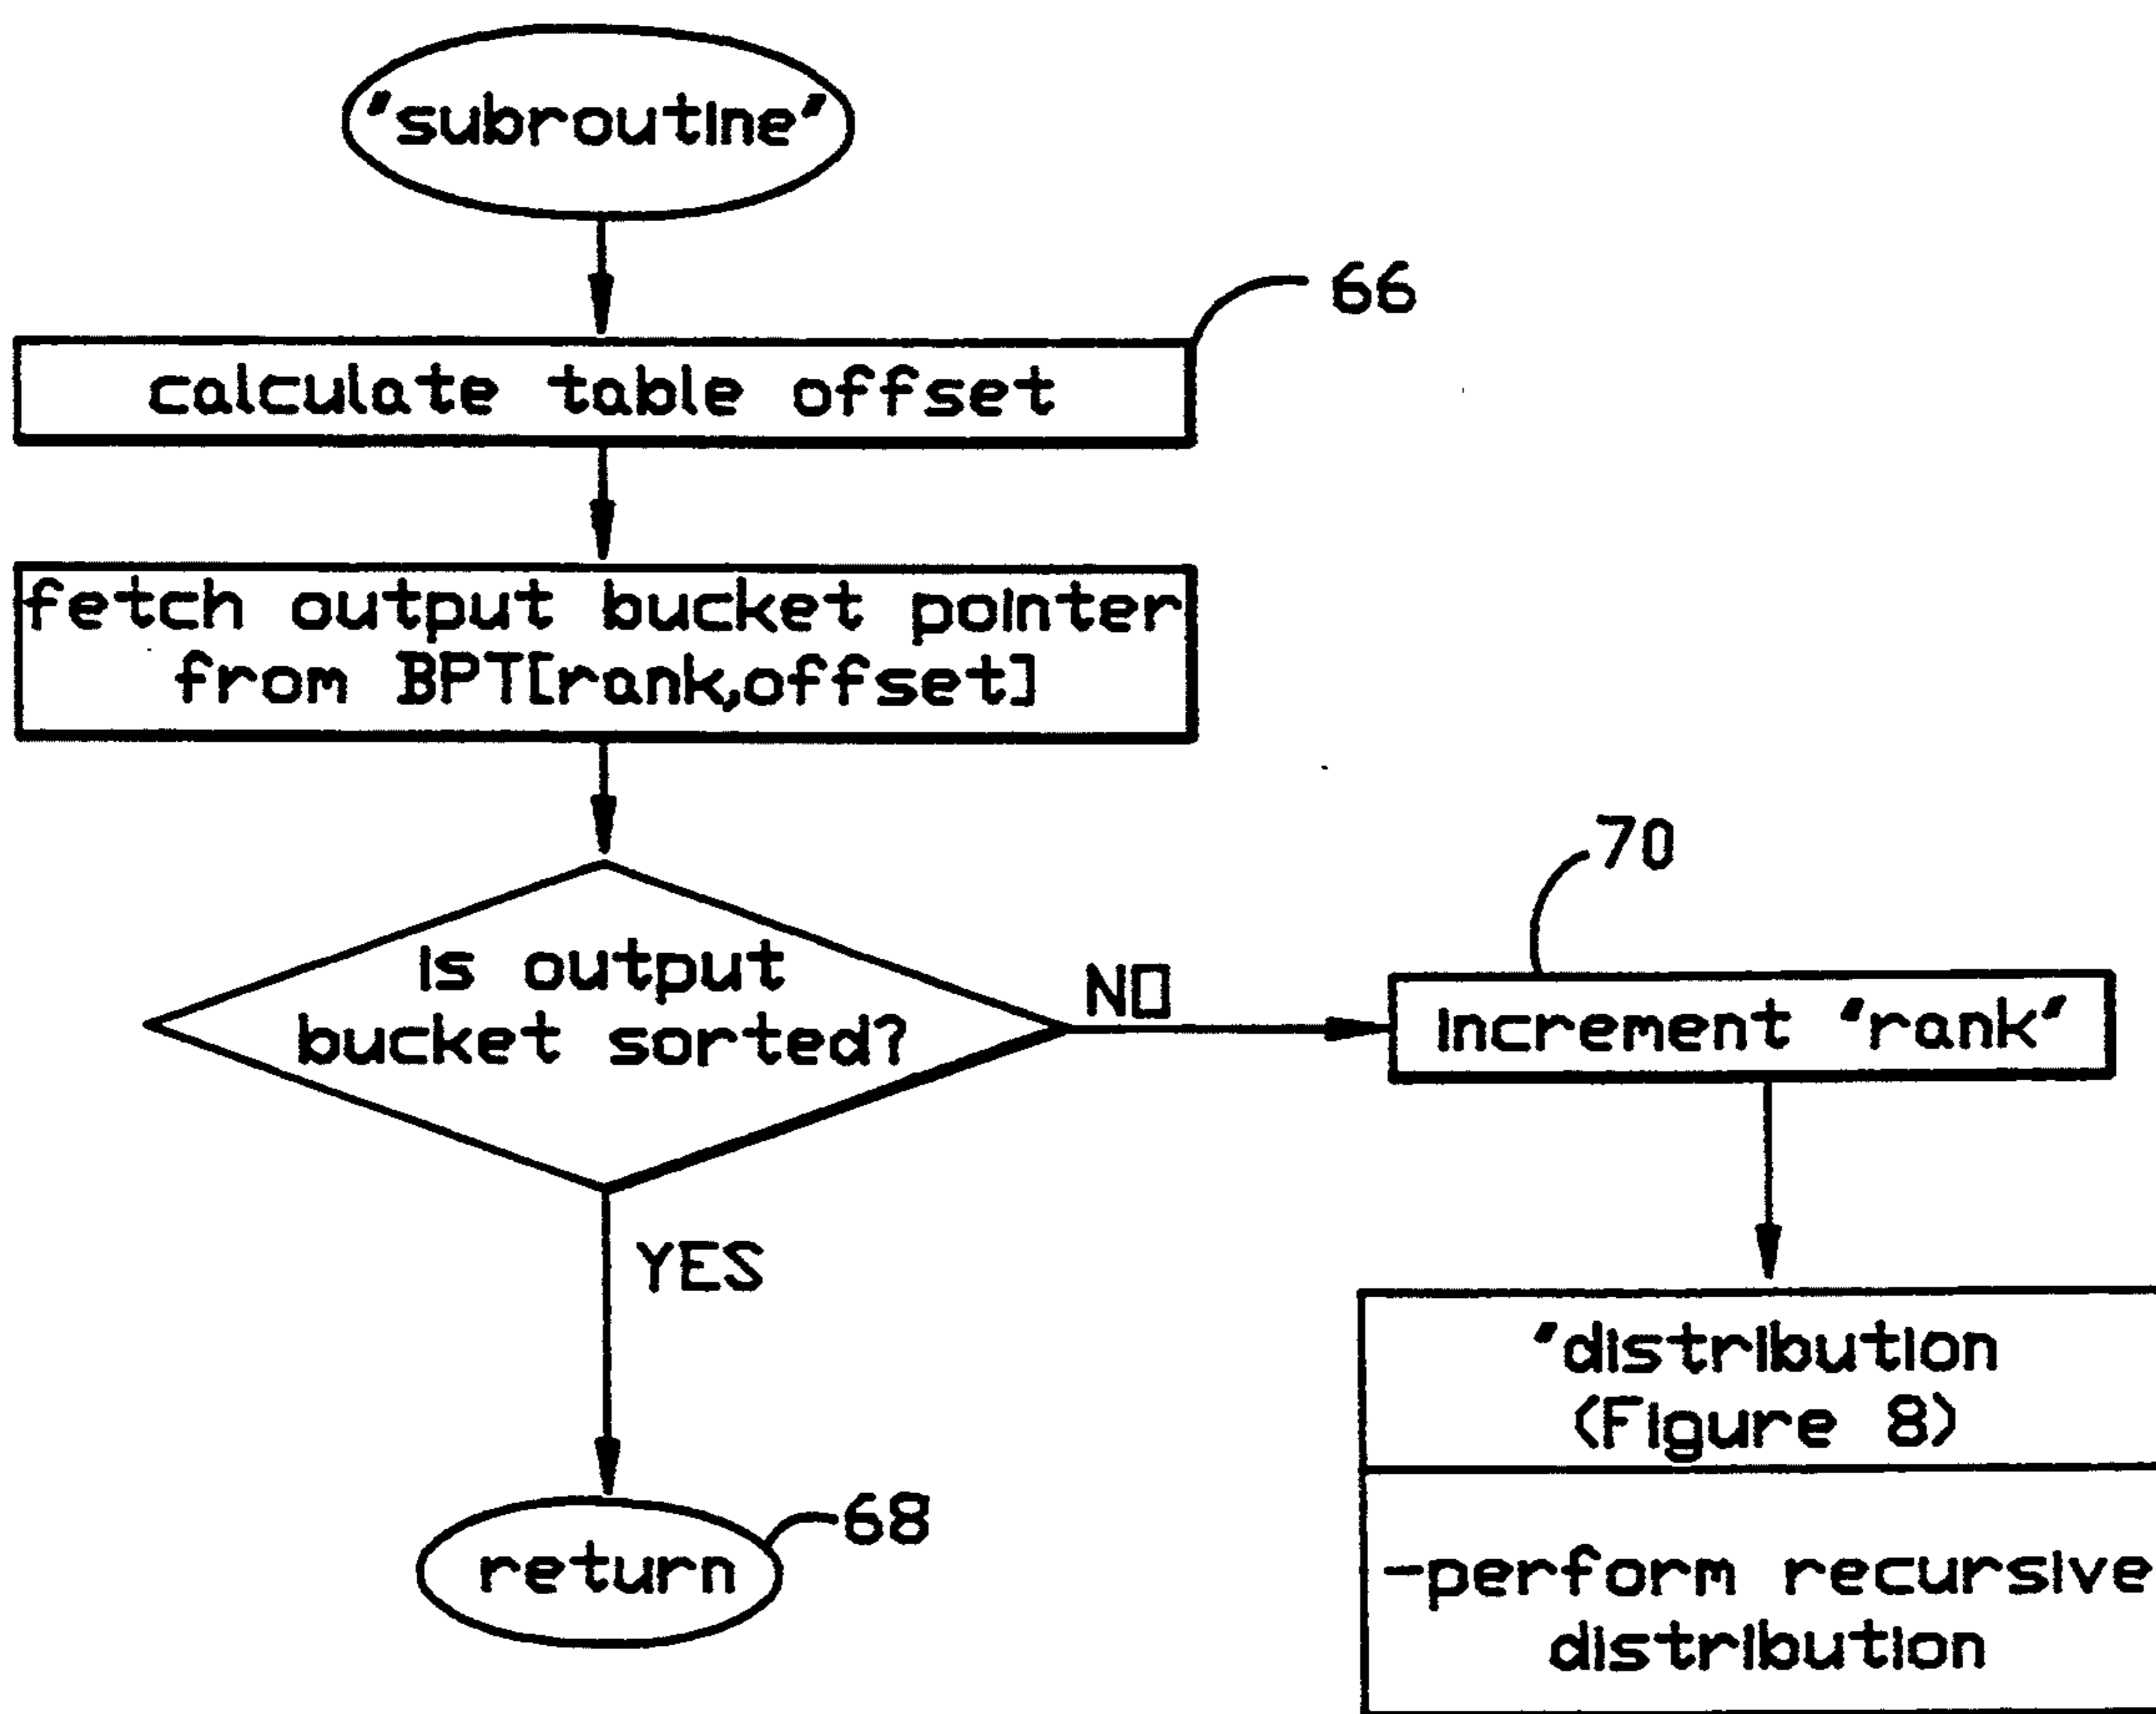 "subroutine"
66
calculate table offset
fetch output bucket pointer
from BPT[rank,offset]
is output
bucket sorted?
NO
70
increment "rank"
YES
"distribution
(Figure 8)
-perform recursive
distribution
68
return